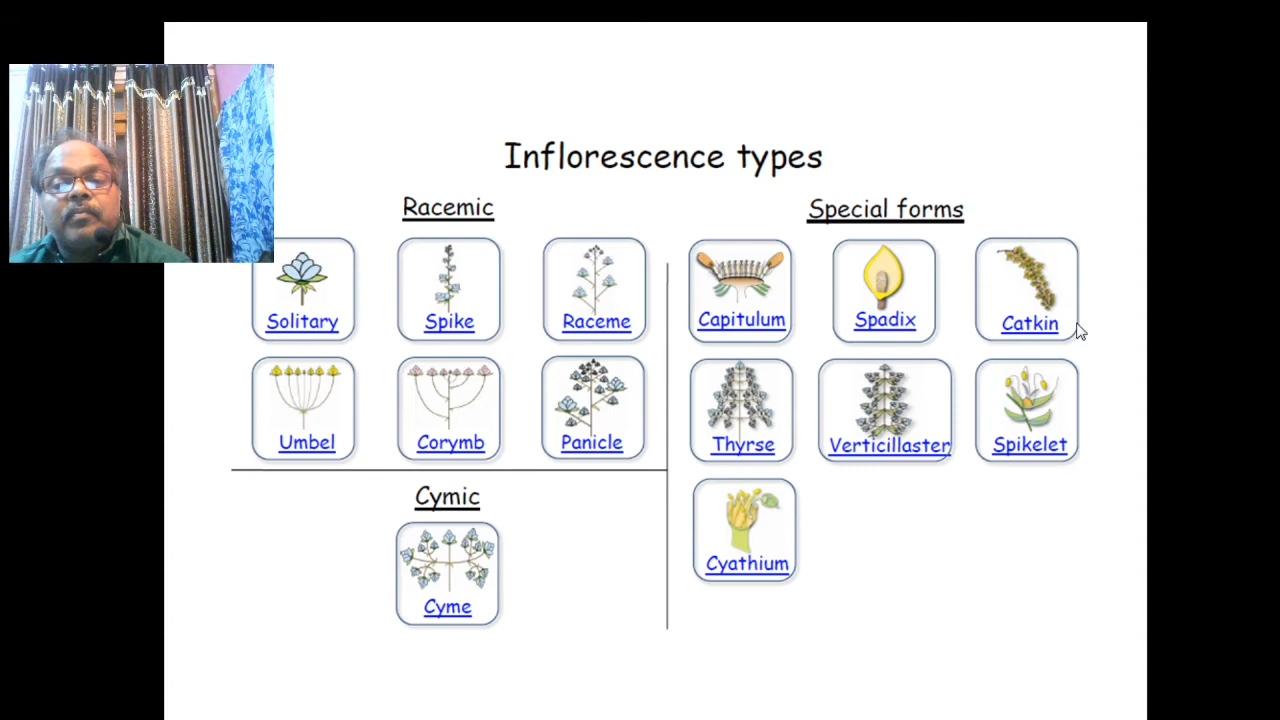 Inflorescence types
Racemic
Special forms
Solitary
Spike
Raceme
Capitulum
Spadix
Catkin
Umbel
Corymb
Panicle
Thyrse
Verticillaster
Spikelet
Cymic
Cyathium
Cyme